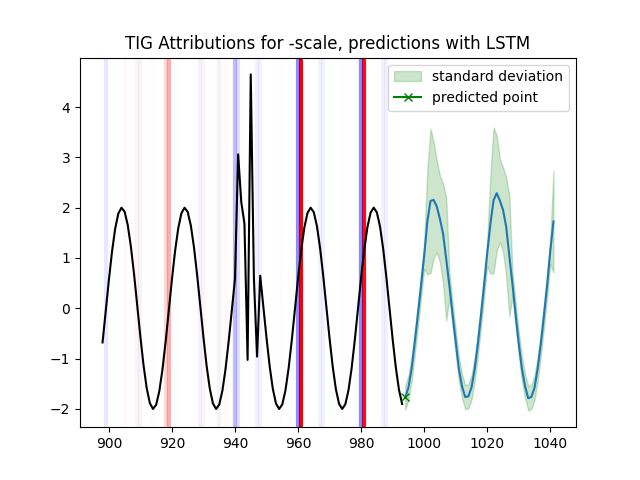 TIG Attributions for -scale, predictions with LSTM
standard deviation
predicted point
4
3
2
1
0
−1
−2
900 920 940 960 980 1000 1020 1040